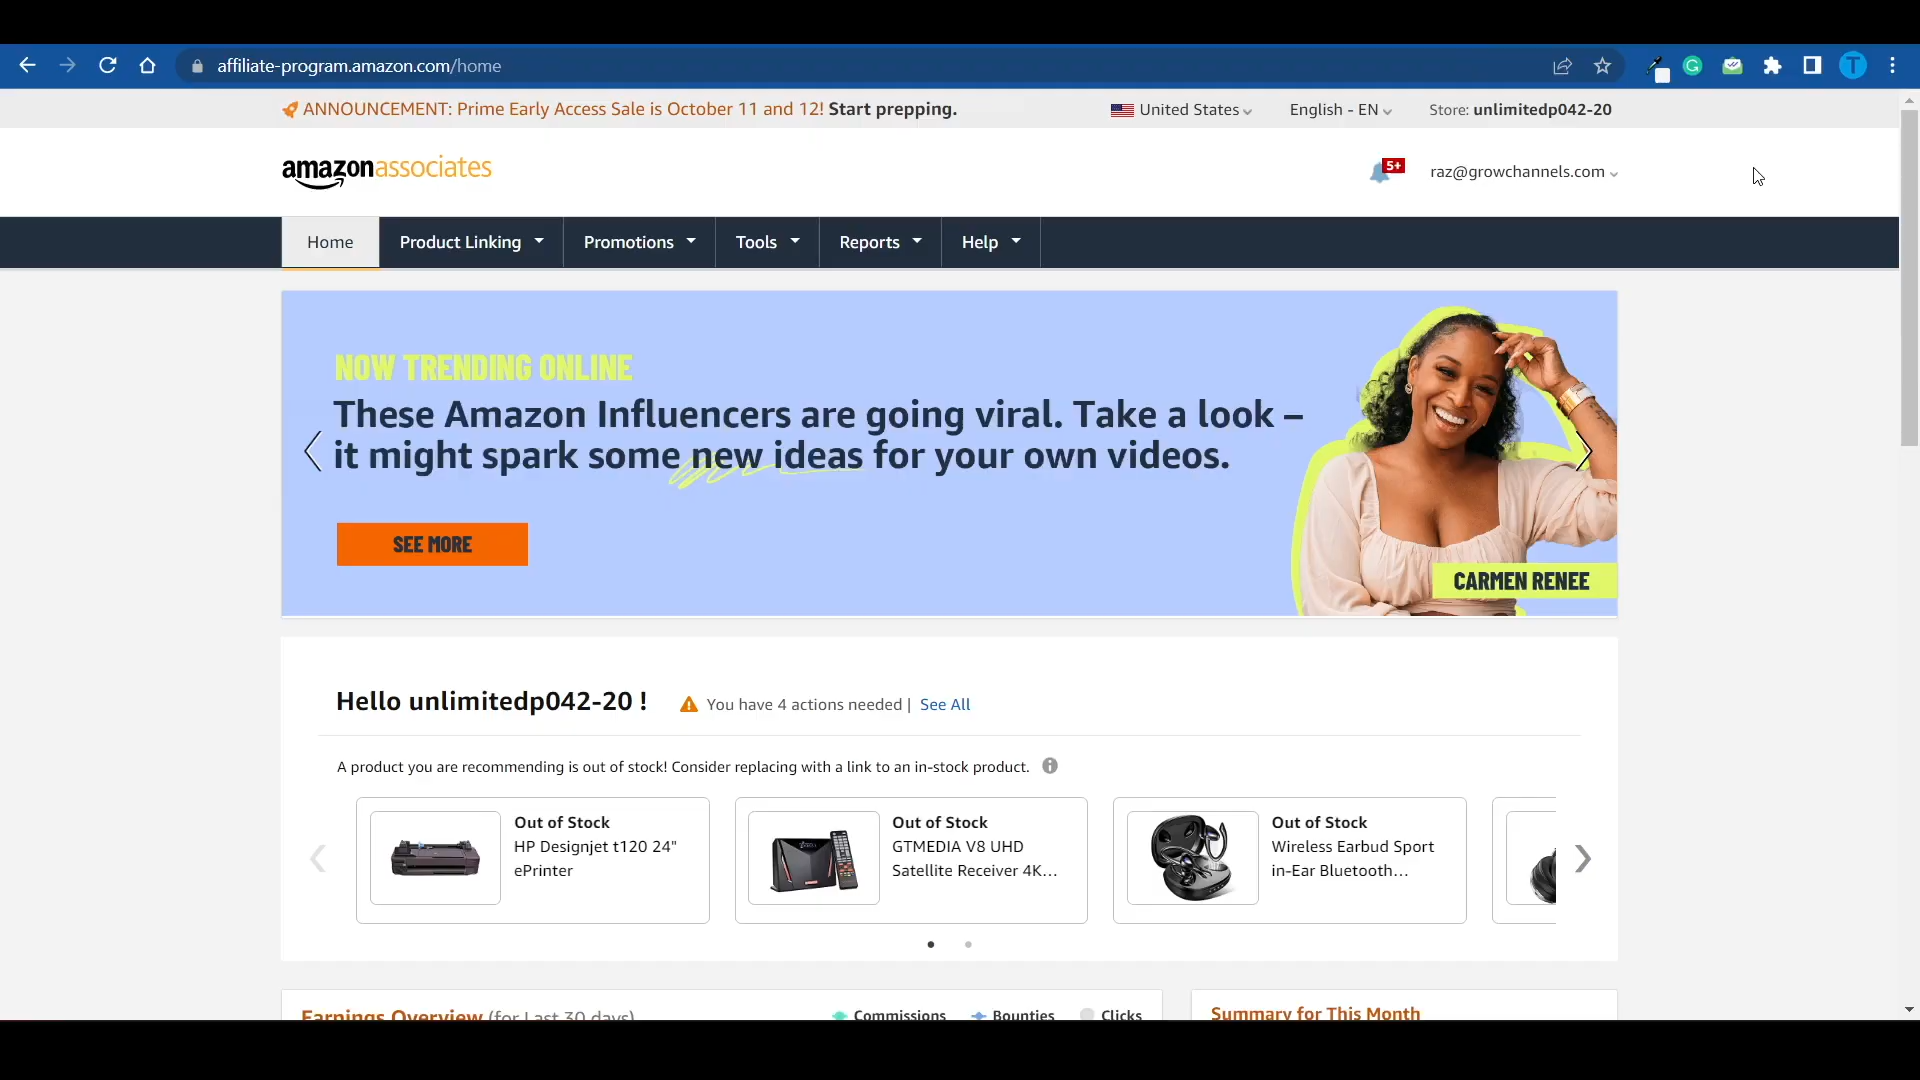 affiliate-program.amazon.com/home
T
ANNOUNCEMENT: Prime Early Access Sale is October 11 and 12! Start prepping.
United States
English - EN
Store: unlimitedp042-20
amazonassociates
5+
raz@growchannels.com
Home
Product Linking
Promotions
Tools
Reports
Help
NOW TRENDING ONLINE
These Amazon Influencers are going viral. Take a look –
it might spark some new ideas for your own videos.
SEE MORE
CARMEN RENEE
Hello unlimitedp042-20 !
You have 4 actions needed | See All
A product you are recommending is out of stock! Consider replacing with a link to an in-stock product.
Out of Stock
HP Designjet t120 24"
ePrinter
Out of Stock
GTMEDIA V8 UHD
Satellite Receiver 4K...
Out of Stock
Wireless Earbud Sport
in-Ear Bluetooth...
Earnings Overview (for Last 30 days)
Commissions
Bounties
Clicks
Summary for This Month